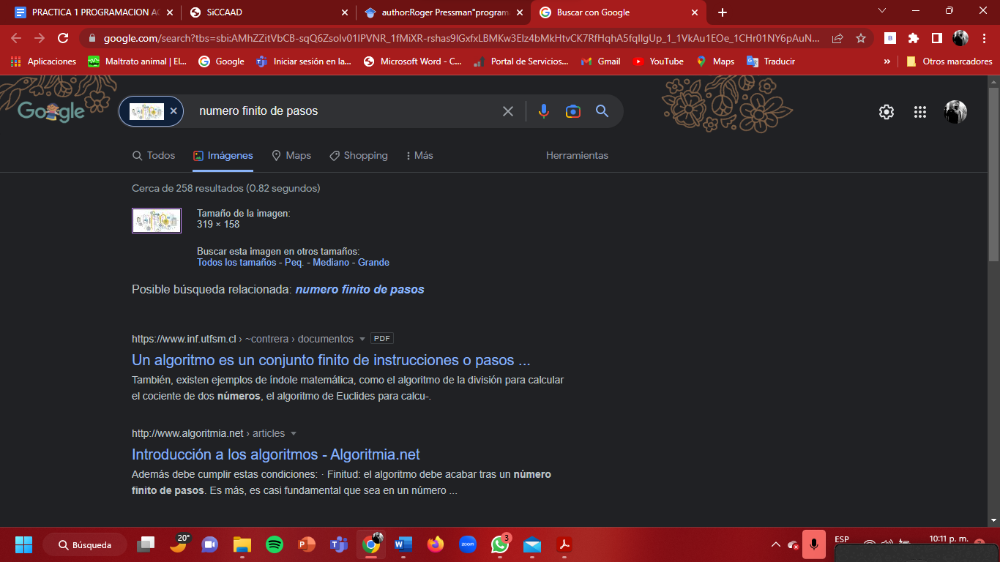 PRACTICA 1 PROGRAMACION AC
SiCCAAD
author:Roger Pressman"program
Buscar con Google
google.com/search?tbs=sbi:AMhZZitVbCB-sqQ6ZsoIv01IPVNR_1fMiXR-rshas9lGxfxLBMKw3Elz4bMkHtvCK7RfHqhA5fqllgUp_1_1VkAu1EOe_1CHr01NY6pAuN...
Aplicaciones
Maltrato animal | El...
Google
Iniciar sesión en la...
Microsoft Word - C...
Portal de Servicios...
Gmail
YouTube
Maps
Traducir
»
Otros marcadores
Google
numero finito de pasos
Todos
Imágenes
Maps
Shopping
Más
Herramientas
Cerca de 258 resultados (0.82 segundos)
Tamaño de la imagen:
319 × 158
Buscar esta imagen en otros tamaños:
Todos los tamaños - Peq. - Mediano - Grande
Posible búsqueda relacionada: numero finito de pasos
https://www.inf.utfsm.cl › ~contrera › documentos PDF
Un algoritmo es un conjunto finito de instrucciones o pasos ...
También, existen ejemplos de índole matemática, como el algoritmo de la división para calcular
el cociente de dos números, el algoritmo de Euclides para calcu-.
http://www.algoritmia.net › articles
Introducción a los algoritmos - Algoritmia.net
Además debe cumplir estas condiciones: · Finitud: el algoritmo debe acabar tras un número
finito de pasos. Es más, es casi fundamental que sea en un número ...
Búsqueda
20°
zoom
3
ESP
10:11 p. m.